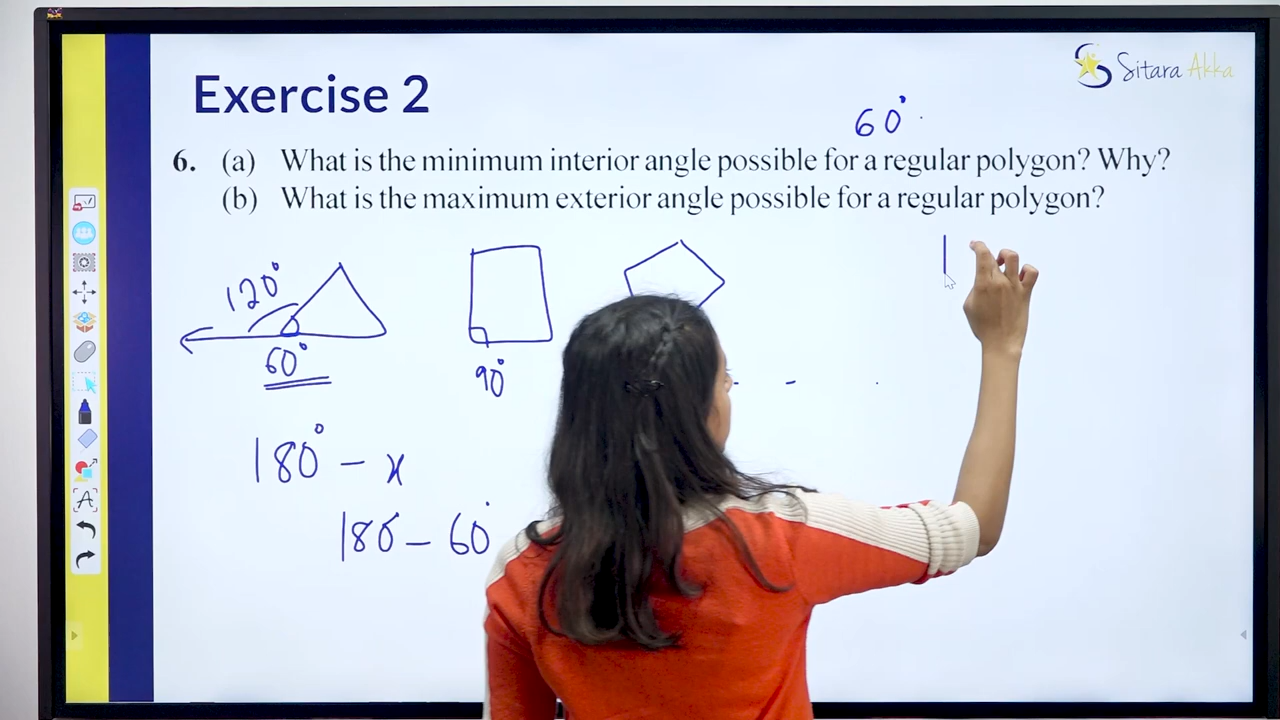 Sitara Akka
Exercise 2
60°
6. (a) What is the minimum interior angle possible for a regular polygon? Why?
(b) What is the maximum exterior angle possible for a regular polygon?
120°
60°
90°
180° – x
180 – 60°
A